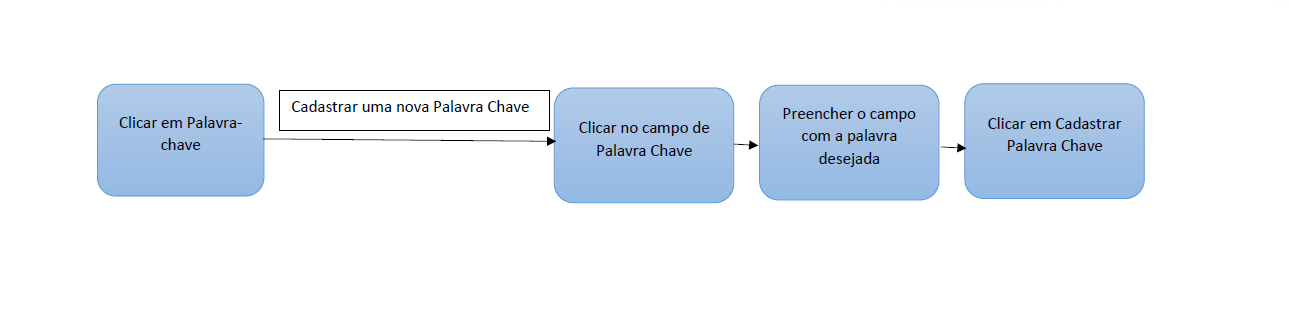 Clicar em Palavra-
chave
Cadastrar uma nova Palavra Chave
Clicar no campo de
Palavra Chave
Preencher o campo
com a palavra
desejada
Clicar em Cadastrar
Palavra Chave